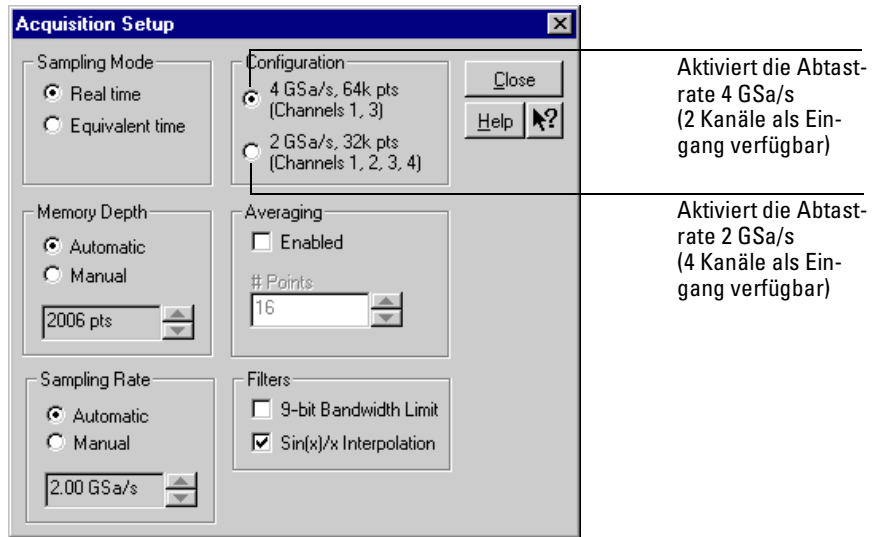 Acquisition Setup
Sampling Mode
Real time
Equivalent time
Configuration
4 GSa/s, 64k pts
(Channels 1, 3)
2 GSa/s, 32k pts
(Channels 1, 2, 3, 4)
Close
Help
?
Memory Depth
Automatic
Manual
2006 pts
Averaging
Enabled
# Points
16
Sampling Rate
Automatic
Manual
2.00 GSa/s
Filters
9-bit Bandwidth Limit
Sin(x)/x Interpolation
Aktiviert die Abtast-
rate 4 GSa/s
(2 Kanäle als Ein-
gang verfügbar)
Aktiviert die Abtast-
rate 2 GSa/s
(4 Kanäle als Ein-
gang verfügbar)